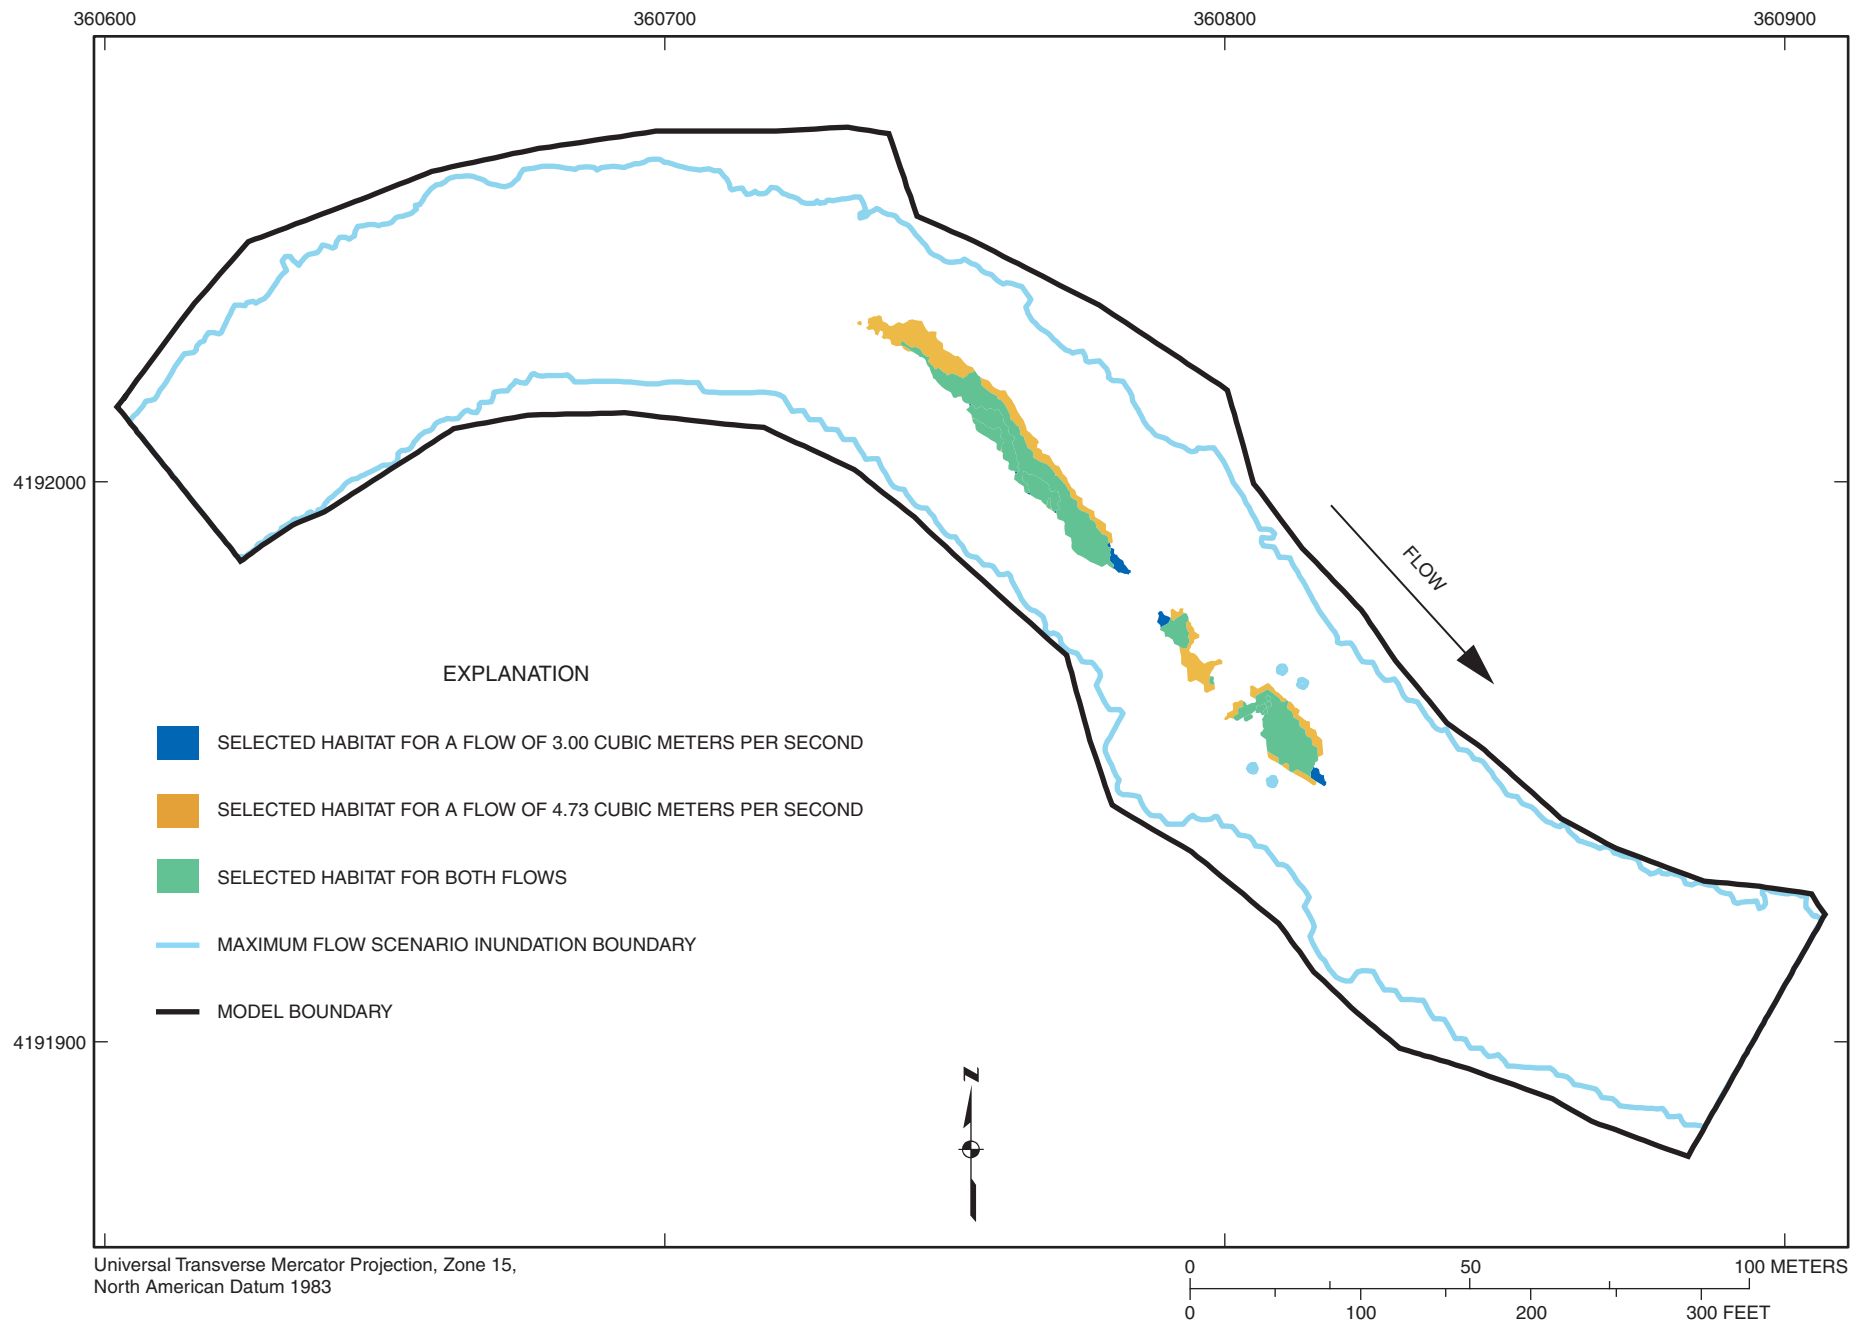 360600 360700 360800 360900
4192000
FLOW
EXPLANATION
SELECTED HABITAT FOR A FLOW OF 3.00 CUBIC METERS PER SECOND
SELECTED HABITAT FOR A FLOW OF 4.73 CUBIC METERS PER SECOND
SELECTED HABITAT FOR BOTH FLOWS
MAXIMUM FLOW SCENARIO INUNDATION BOUNDARY
MODEL BOUNDARY
4191900
N
Universal Transverse Mercator Projection, Zone 15,
North American Datum 1983
0 50 100 METERS
0 100 200 300 FEET